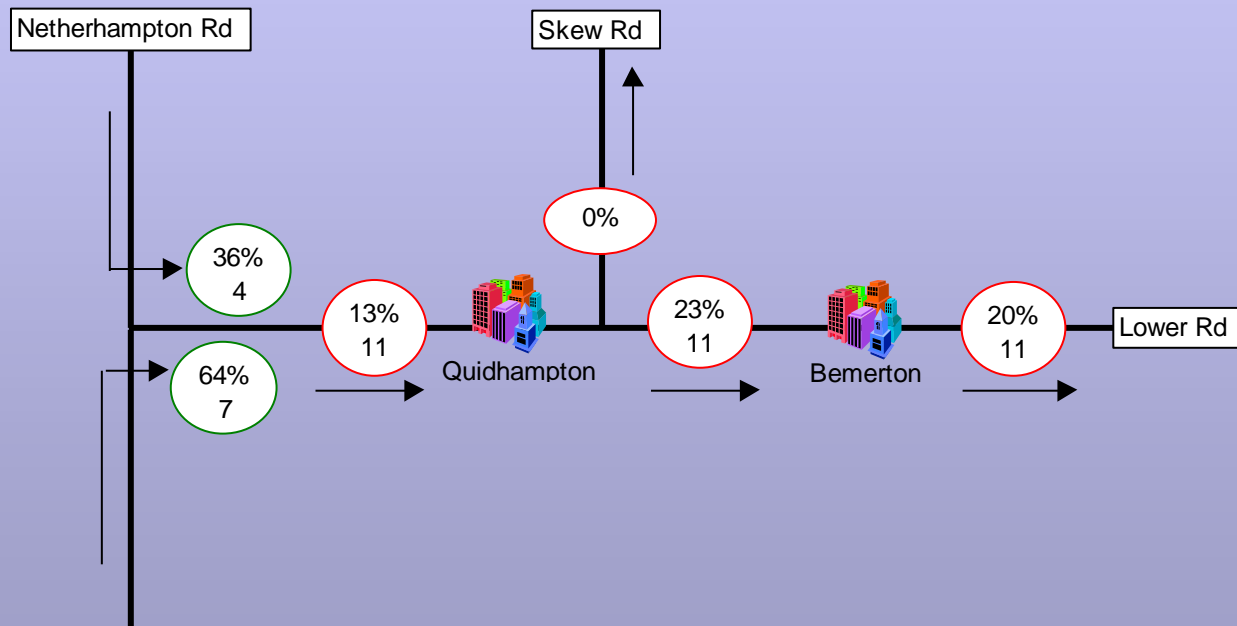 Netherhampton Rd
Skew Rd
0%
36%
4
13%
11
23%
11
20%
11
Lower Rd
64%
7
Quidhampton
Bemerton